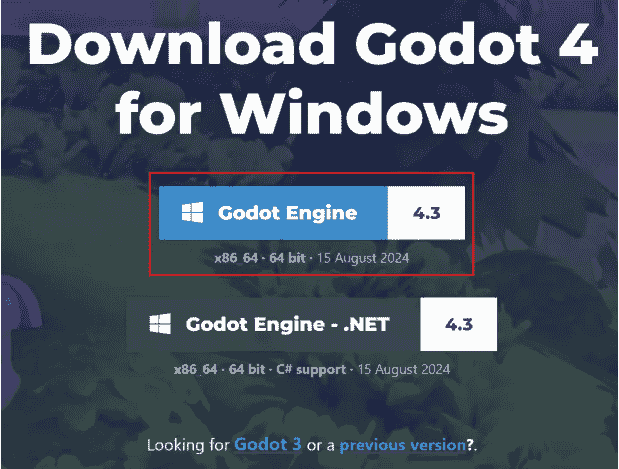 Download Godot 4
for Windows
Godot Engine 4.3
x86_64 · 64 bit · 15 August 2024
Godot Engine - .NET 4.3
x86_64 · 64 bit · C# support · 15 August 2024
Looking for Godot 3 or a previous version?.